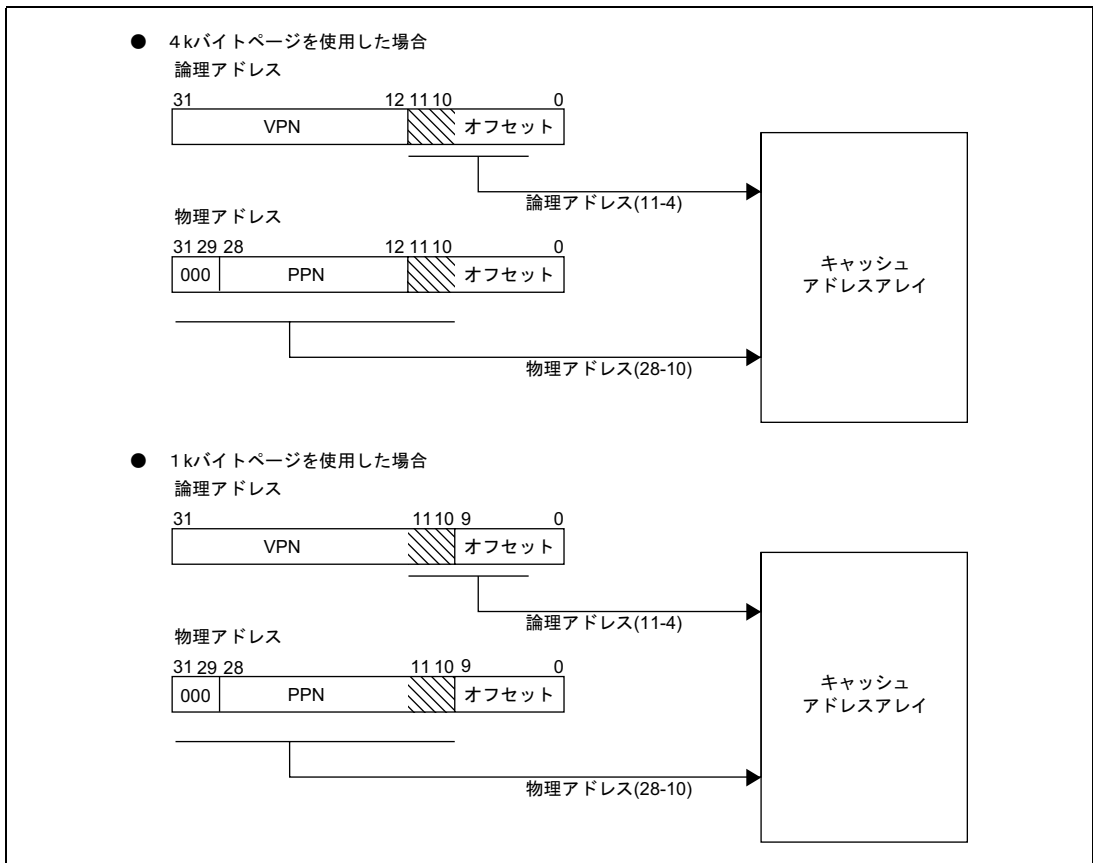 ● 4kバイトページを使用した場合
論理アドレス
31 12 11 10 0
VPN オフセット
論理アドレス(11-4)
物理アドレス
31 29 28 12 11 10 0
000 PPN オフセット
キャッシュ
アドレスアレイ
物理アドレス(28-10)
● 1kバイトページを使用した場合
論理アドレス
31 11 10 9 0
VPN オフセット
論理アドレス(11-4)
物理アドレス
31 29 28 11 10 9 0
000 PPN オフセット
キャッシュ
アドレスアレイ
物理アドレス(28-10)